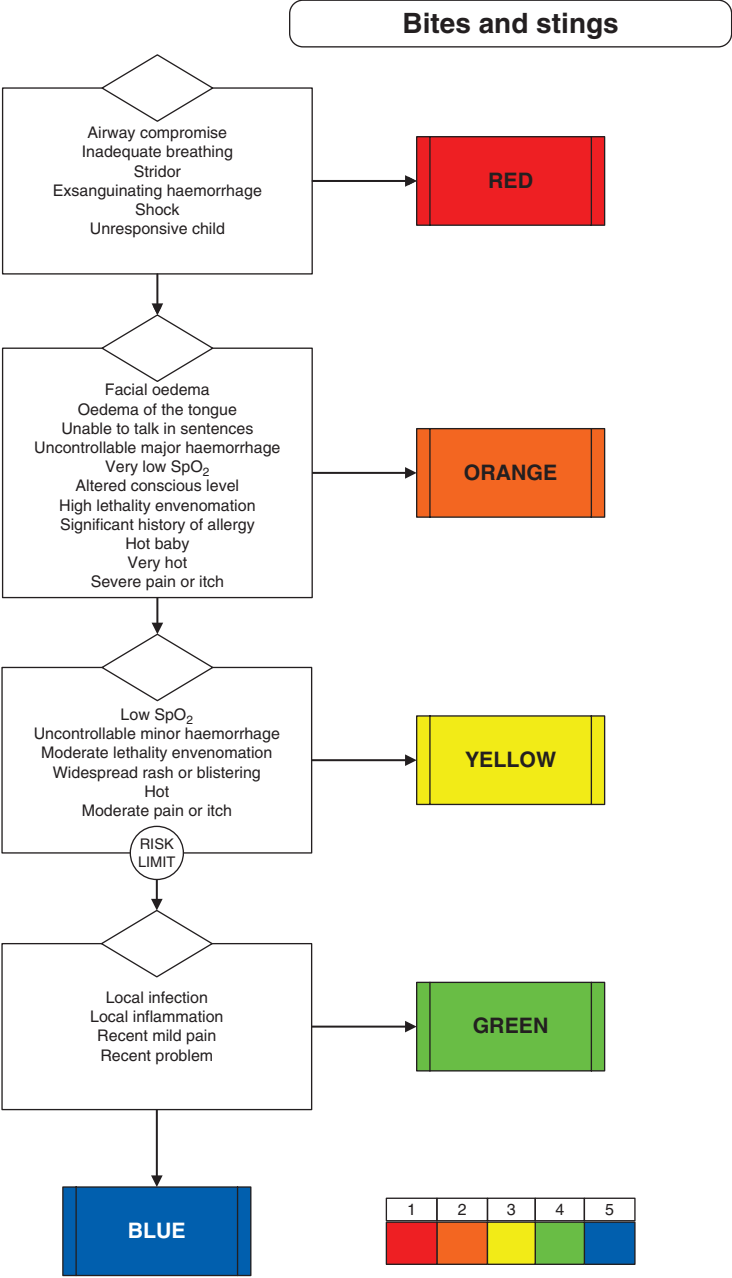 Bites and stings
Airway compromise
Inadequate breathing
Stridor
Exsanguinating haemorrhage
Shock
Unresponsive child
RED
Facial oedema
Oedema of the tongue
Unable to talk in sentences
Uncontrollable major haemorrhage
Very low SpO₂
Altered conscious level
High lethality envenomation
Significant history of allergy
Hot baby
Very hot
Severe pain or itch
ORANGE
Low SpO₂
Uncontrollable minor haemorrhage
Moderate lethality envenomation
Widespread rash or blistering
Hot
Moderate pain or itch
YELLOW
RISK
LIMIT
Local infection
Local inflammation
Recent mild pain
Recent problem
GREEN
BLUE
1 2 3 4 5